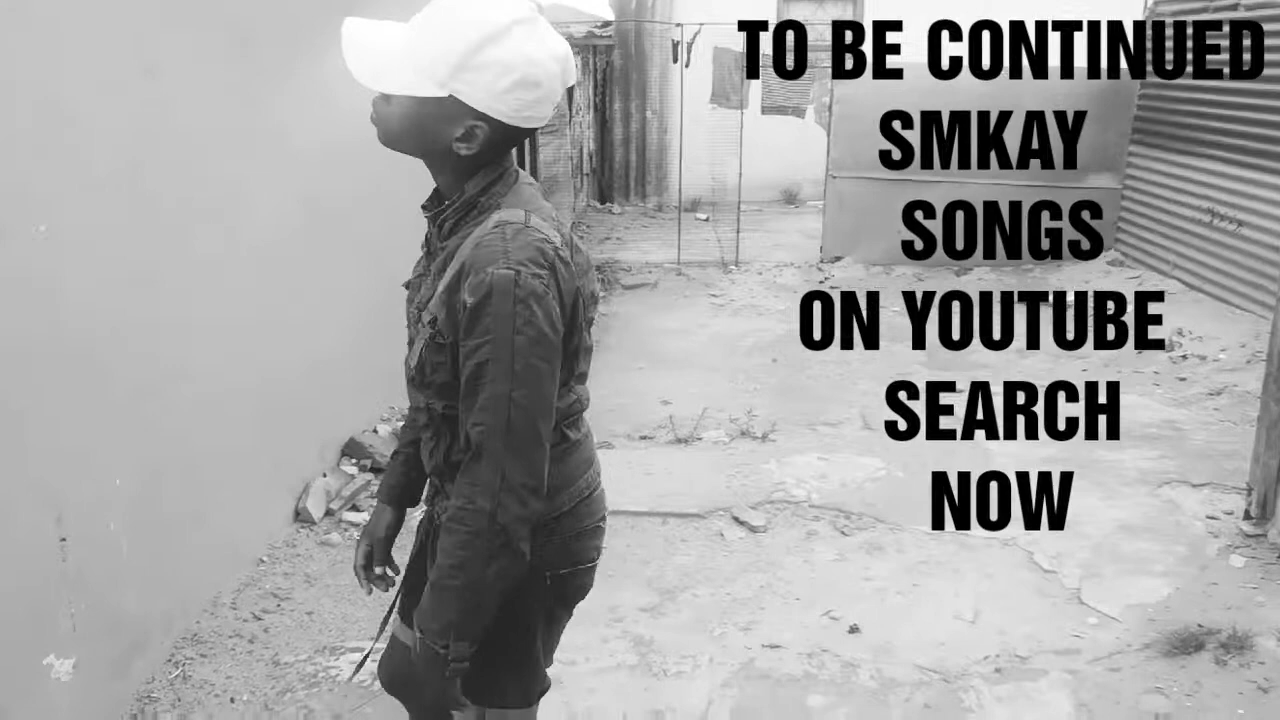 TO BE CONTINUED
SMKAY
SONGS
ON YOUTUBE
SEARCH
NOW